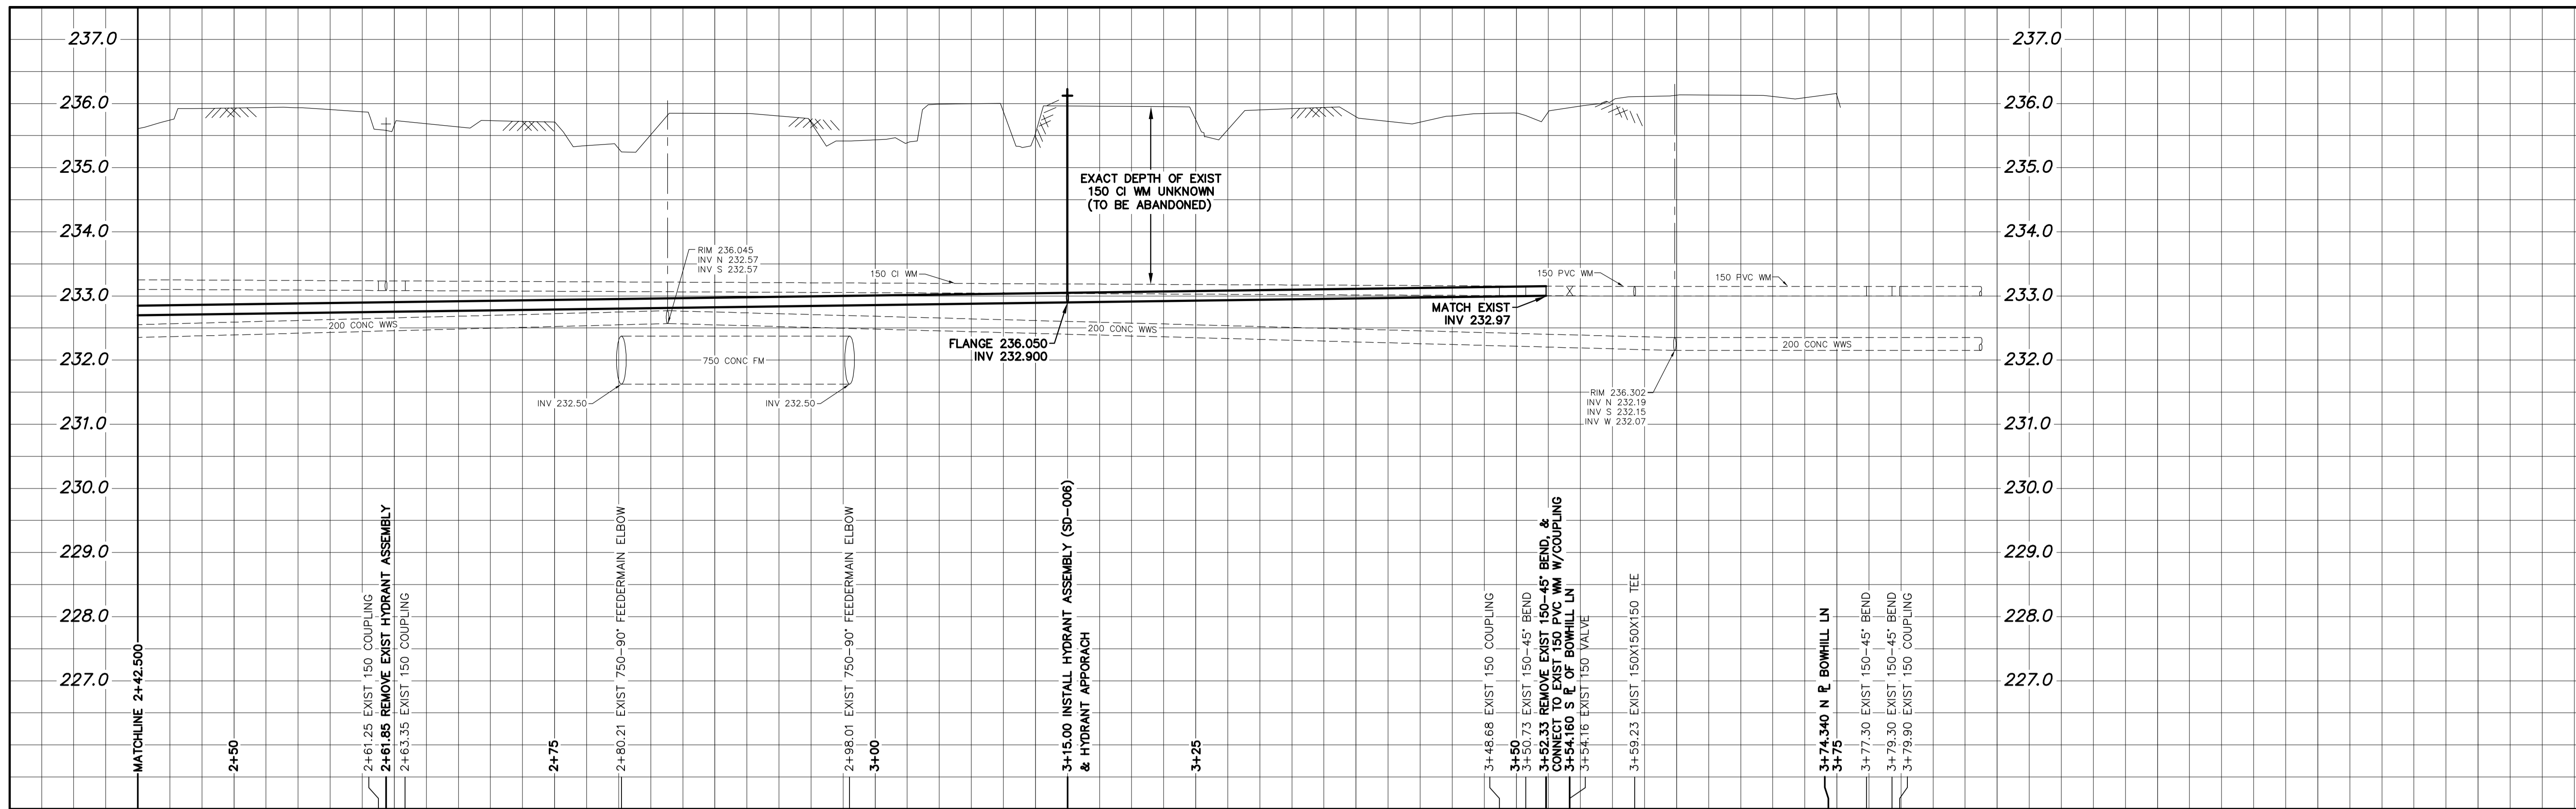 237.0
236.0
235.0
234.0
233.0
232.0
231.0
230.0
229.0
228.0
227.0
237.0
236.0
235.0
234.0
233.0
232.0
231.0
230.0
229.0
228.0
227.0
EXACT DEPTH OF EXIST
150 CI WM UNKNOWN
(TO BE ABANDONED)
RIM 236.045
INV N 232.57
INV S 232.57
150 CI WM
150 PVC WM
150 PVC WM
MATCH EXIST
INV 232.97
200 CONC WWS
200 CONC WWS
200 CONC WWS
FLANGE 236.050
INV 232.900
750 CONC FM
INV 232.50
INV 232.50
RIM 236.302
INV N 232.19
INV S 232.15
INV W 232.07
MATCHLINE 2+42.500
2+50
2+61.25 EXIST 150 COUPLING
2+61.85 REMOVE EXIST HYDRANT ASSEMBLY
2+63.35 EXIST 150 COUPLING
2+75
2+80.21 EXIST 750-90° FEEDERMAIN ELBOW
2+98.01 EXIST 750-90° FEEDERMAIN ELBOW
3+00
3+15.00 INSTALL HYDRANT ASSEMBLY (SD-006)
& HYDRANT APPORACH
3+25
3+48.68 EXIST 150 COUPLING
3+50
3+50.73 EXIST 150-45° BEND
3+52.33 REMOVE EXIST 150-45° BEND, &
CONNECT TO EXIST 150 PVC WM W/COUPLING
3+54.160 S PL OF BOWHILL LN
3+54.16 EXIST 150 VALVE
3+59.23 EXIST 150X150X150 TEE
3+74.340 N PL BOWHILL LN
3+75
3+77.30 EXIST 150-45° BEND
3+79.30 EXIST 150-45° BEND
3+79.90 EXIST 150 COUPLING